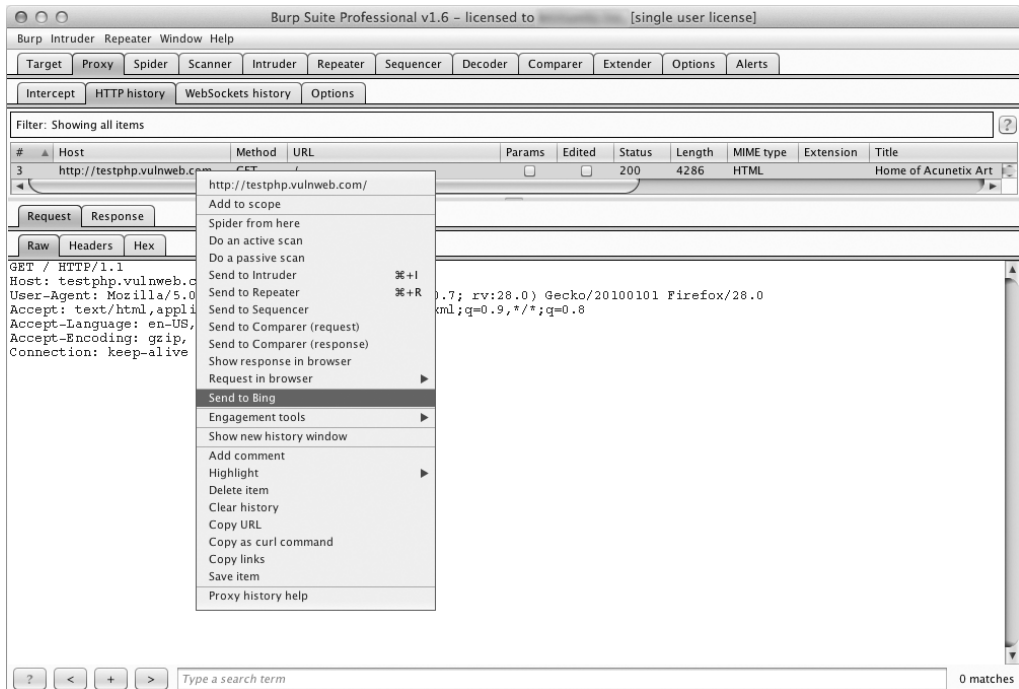 Burp Suite Professional v1.6 – licensed to [single user license]
Burp Intruder Repeater Window Help
Target Proxy Spider Scanner Intruder Repeater Sequencer Decoder Comparer Extender Options Alerts
Intercept HTTP history WebSockets history Options
Filter: Showing all items ?
# Host Method URL Params Edited Status Length MIME type Extension Title
3 http://testphp.vulnweb.com GET / 200 4286 HTML Home of Acunetix Art
http://testphp.vulnweb.com/
Add to scope
Spider from here
Do an active scan
Do a passive scan
Send to Intruder ⌘+I
Send to Repeater ⌘+R
Send to Sequencer
Send to Comparer (request)
Send to Comparer (response)
Show response in browser
Request in browser
Send to Bing
Engagement tools
Show new history window
Add comment
Highlight
Delete item
Clear history
Copy URL
Copy as curl command
Copy links
Save item
Proxy history help
Request Response
Raw Headers Hex
GET / HTTP/1.1
Host: testphp.vulnweb.c
User-Agent: Mozilla/5.0 0.7; rv:28.0) Gecko/20100101 Firefox/28.0
Accept: text/html,appli xml;q=0.9,*/*;q=0.8
Accept-Language: en-US,
Accept-Encoding: gzip,
Connection: keep-alive
? < + > Type a search term 0 matches